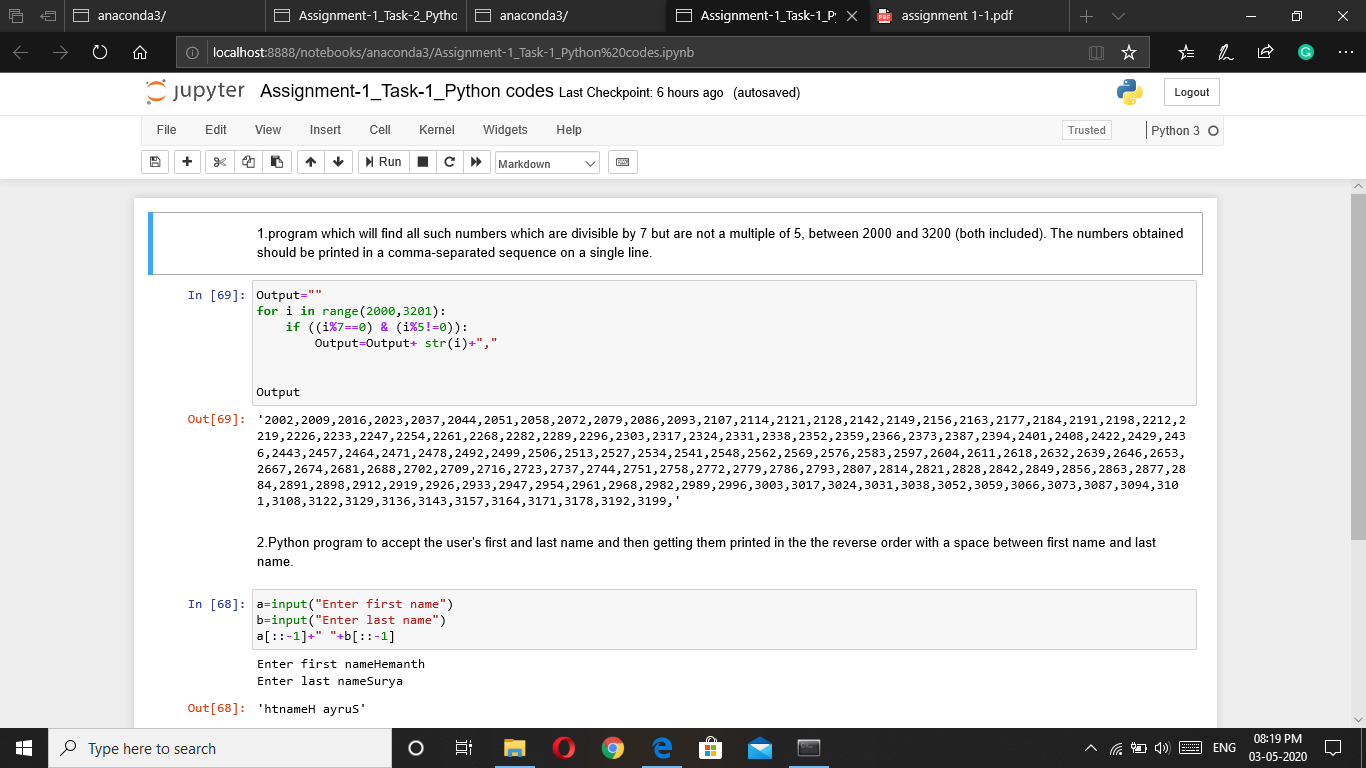 anaconda3/
Assignment-1_Task-2_Pytho
anaconda3/
Assignment-1_Task-1_P
assignment 1-1.pdf
localhost:8888/notebooks/anaconda3/Assignment-1_Task-1_Python%20codes.ipynb
jupyter Assignment-1_Task-1_Python codes Last Checkpoint: 6 hours ago (autosaved)
Logout
File Edit View Insert Cell Kernel Widgets Help
Trusted
Python 3
Run
Markdown
1.program which will find all such numbers which are divisible by 7 but are not a multiple of 5, between 2000 and 3200 (both included). The numbers obtained
should be printed in a comma-separated sequence on a single line.
In [69]: Output=""
for i in range(2000,3201):
    if ((i%7==0) & (i%5!=0)):
        Output=Output+ str(i)+","
Output
Out[69]: '2002,2009,2016,2023,2037,2044,2051,2058,2072,2079,2086,2093,2107,2114,2121,2128,2142,2149,2156,2163,2177,2184,2191,2198,2212,2
219,2226,2233,2247,2254,2261,2268,2282,2289,2296,2303,2317,2324,2331,2338,2352,2359,2366,2373,2387,2394,2401,2408,2422,2429,243
6,2443,2457,2464,2471,2478,2492,2499,2506,2513,2527,2534,2541,2548,2562,2569,2576,2583,2597,2604,2611,2618,2632,2639,2646,2653,
2667,2674,2681,2688,2702,2709,2716,2723,2737,2744,2751,2758,2772,2779,2786,2793,2807,2814,2821,2828,2842,2849,2856,2863,2877,28
84,2891,2898,2912,2919,2926,2933,2947,2954,2961,2968,2982,2989,2996,3003,3017,3024,3031,3038,3052,3059,3066,3073,3087,3094,310
1,3108,3122,3129,3136,3143,3157,3164,3171,3178,3192,3199,'
2.Python program to accept the user's first and last name and then getting them printed in the the reverse order with a space between first name and last
name.
In [68]: a=input("Enter first name")
b=input("Enter last name")
a[::-1]+" "+b[::-1]
Enter first nameHemanth
Enter last nameSurya
Out[68]: 'htnameH ayruS'
Type here to search
ENG
08:19 PM
03-05-2020